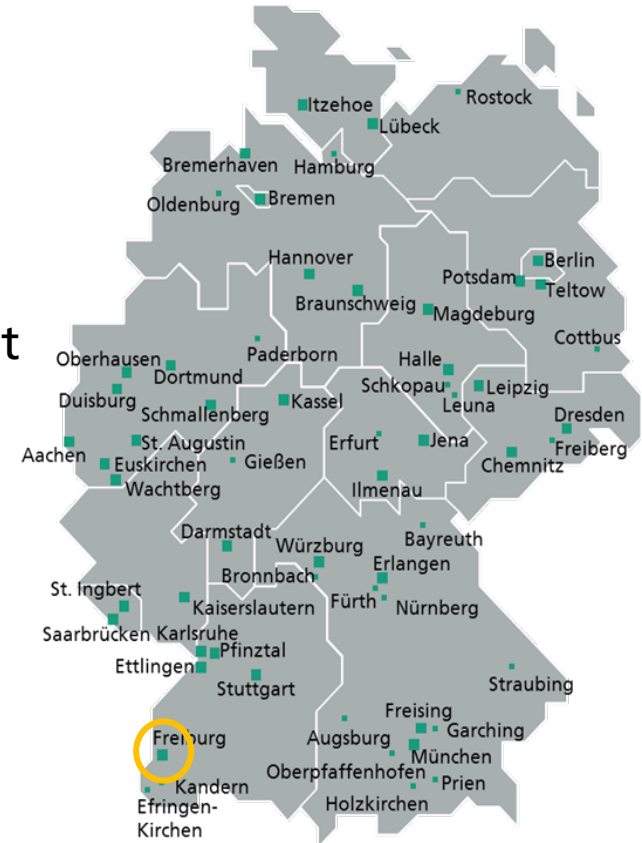 Rostock
Itzehoe
Lübeck
Bremerhaven
Hamburg
Oldenburg
Bremen
Hannover
Berlin
Potsdam
Teltow
Braunschweig
Magdeburg
t
Cottbus
Paderborn
Oberhausen
Halle
Dortmund
Schkopau
Leipzig
Duisburg
Kassel
Leuna
Schmallenberg
Dresden
St. Augustin
Erfurt
Jena
Freiberg
Aachen
Euskirchen
Gießen
Chemnitz
Wachtberg
Ilmenau
Darmstadt
Bayreuth
Würzburg
Erlangen
Bronnbach
St. Ingbert
Fürth
Nürnberg
Kaiserslautern
Saarbrücken
Karlsruhe
Pfinztal
Ettlingen
Stuttgart
Straubing
Freising
Garching
Freiburg
Augsburg
München
Oberpfaffenhofen
Prien
Kandern
Holzkirchen
Efringen-
Kirchen